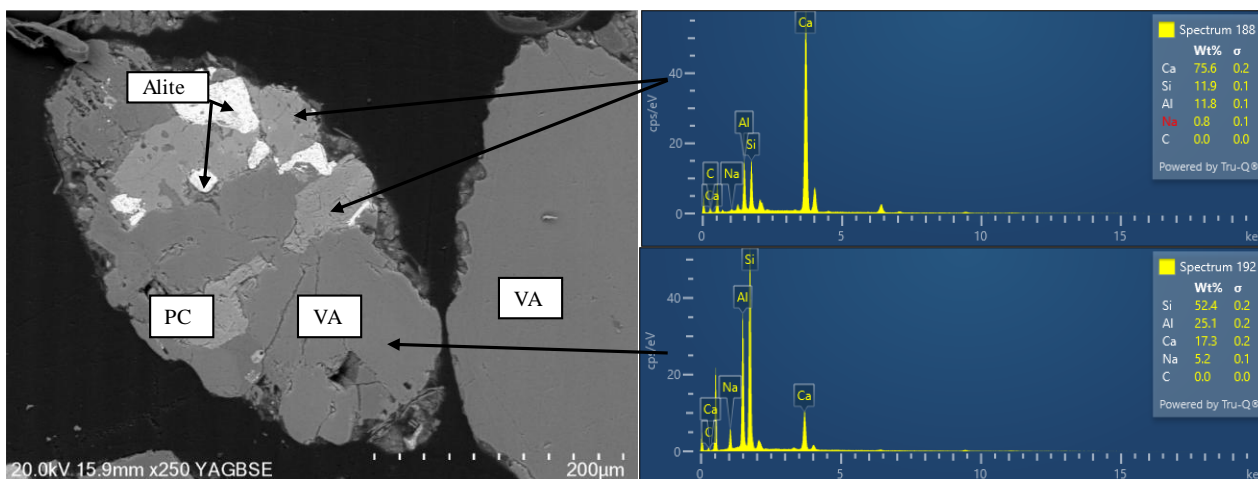 Alite
PC
VA
VA
20.0kV 15.9mm x250 YAGBSE
200µm
cps/eV
40
20
0
Ca
Al
Si
C
Na
Ca
0
5
10
15
ke
Spectrum 188
Wt% σ
Ca 75.6 0.2
Si 11.9 0.1
Al 11.8 0.1
Na 0.8 0.1
C 0.0 0.0
Powered by Tru-Q®
cps/eV
40
20
0
Si
Al
Na
Ca
C
Ca
0
5
10
15
ke
Spectrum 192
Wt% σ
Si 52.4 0.2
Al 25.1 0.2
Ca 17.3 0.2
Na 5.2 0.1
C 0.0 0.0
Powered by Tru-Q®